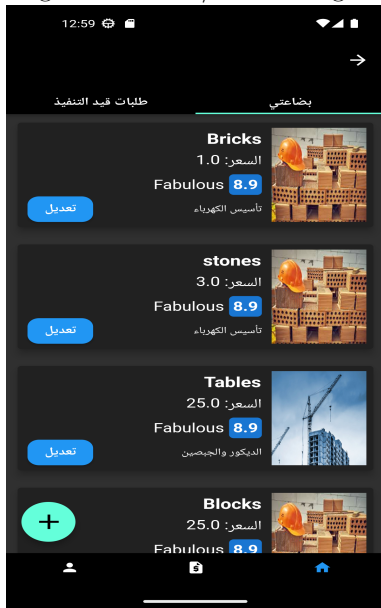 12:59
بضاعتي
طلبات قيد التنفيذ
Bricks
السعر: 1.0
Fabulous 8.9
تأسيس الكهرباء
تعديل
stones
السعر: 3.0
Fabulous 8.9
تأسيس الكهرباء
تعديل
Tables
السعر: 25.0
Fabulous 8.9
الديكور والجبصين
تعديل
Blocks
السعر: 25.0
Fabulous 8.9